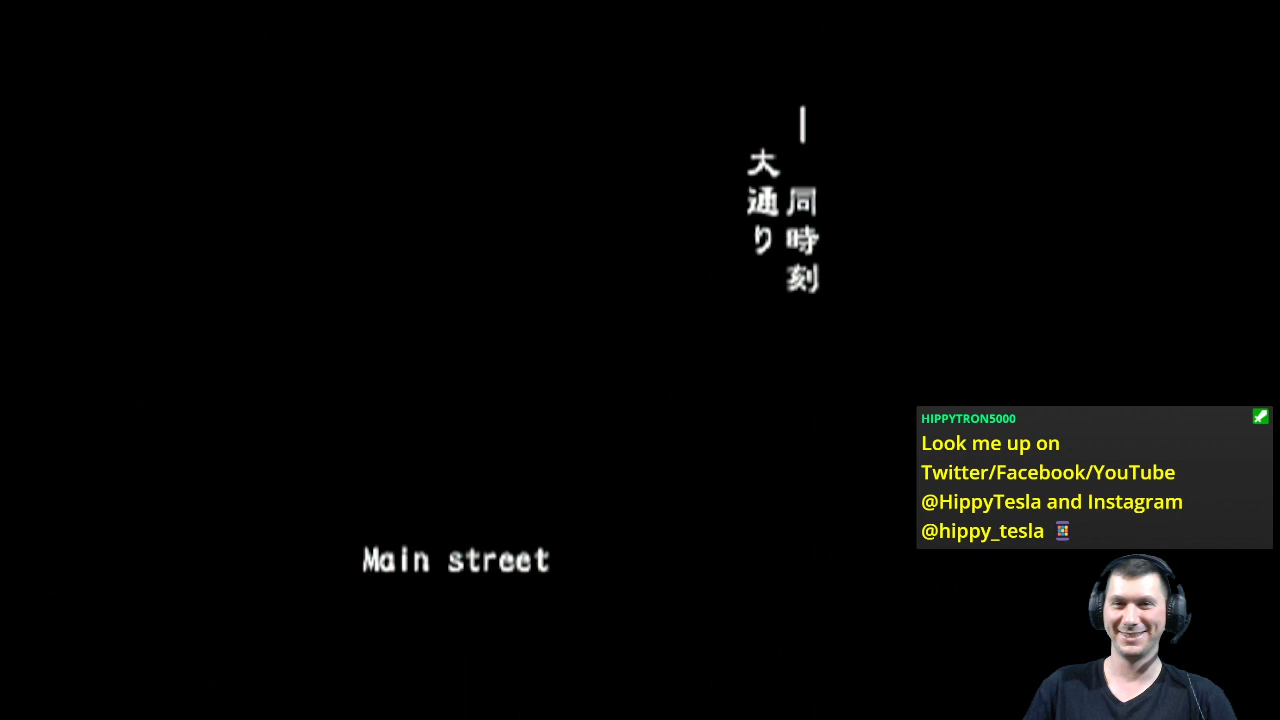 ― 同時刻
大通り
Main street
HIPPYTRON5000
Look me up on
Twitter/Facebook/YouTube
@HippyTesla and Instagram
@hippy_tesla